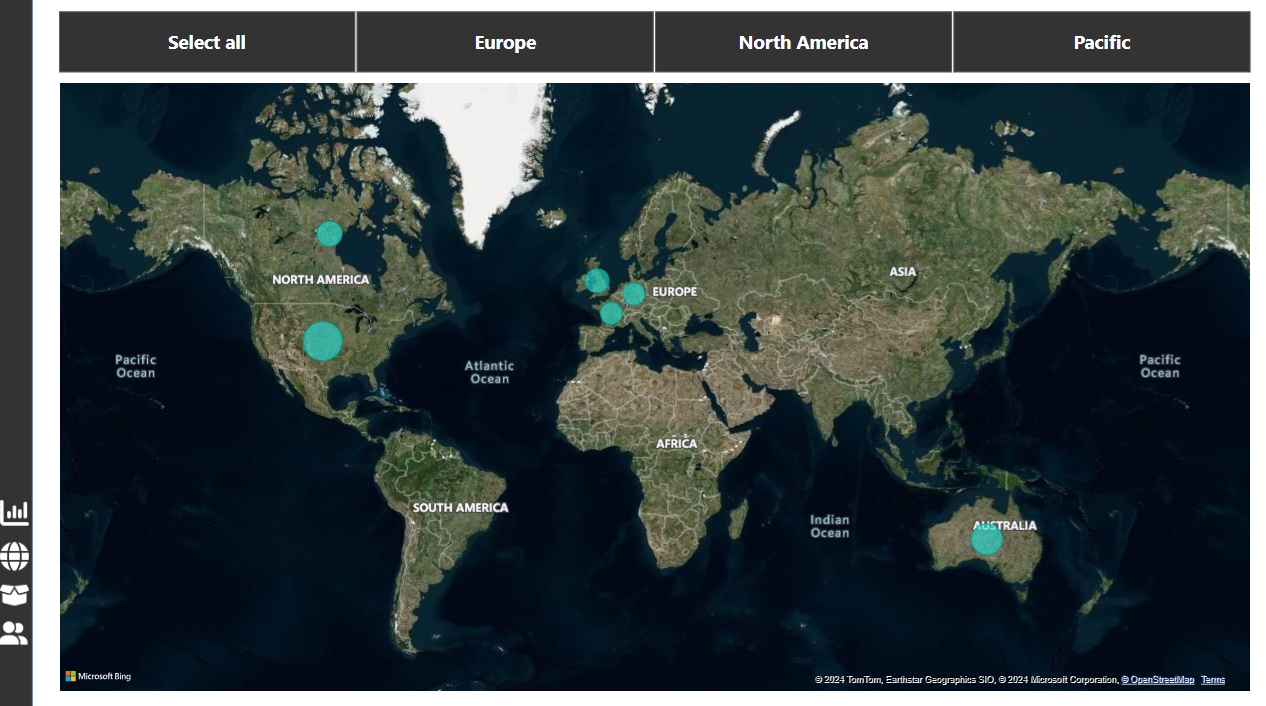 Select all
Europe
North America
Pacific
NORTH AMERICA
ASIA
EUROPE
Pacific
Ocean
Atlantic
Ocean
Pacific
Ocean
AFRICA
SOUTH AMERICA
Indian
Ocean
AUSTRALIA
Microsoft Bing
© 2024 TomTom, Earthstar Geographics SIO, © 2024 Microsoft Corporation, © OpenStreetMap Terms